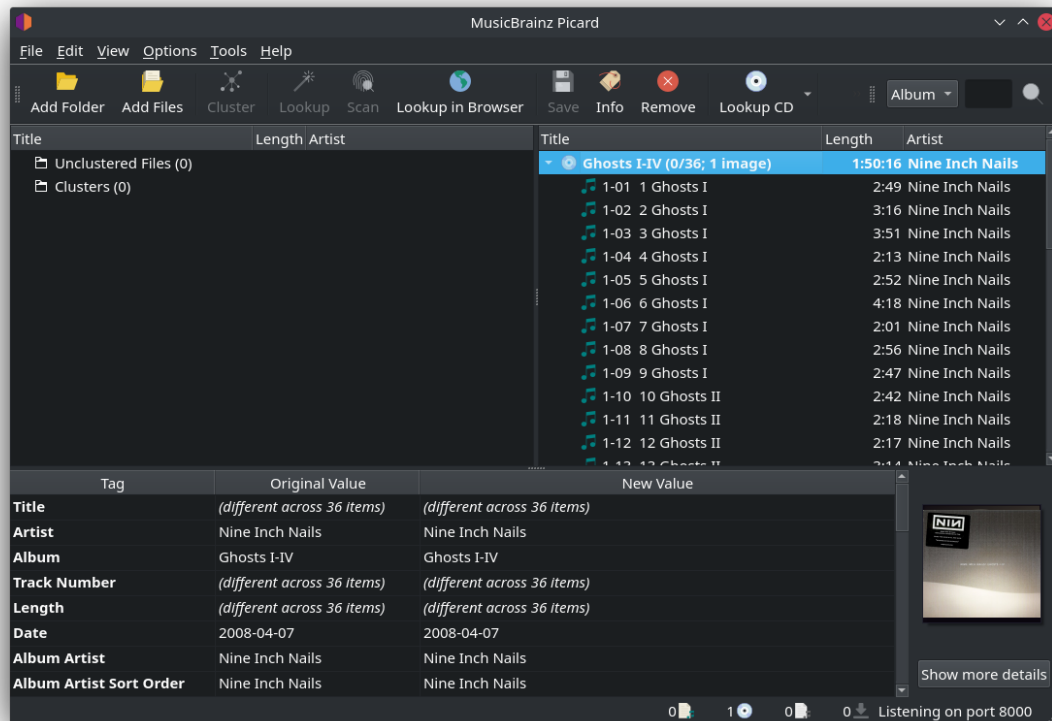 MusicBrainz Picard
File Edit View Options Tools Help
Add Folder Add Files Cluster Lookup Scan Lookup in Browser Save Info Remove Lookup CD Album
Title Length Artist Title Length Artist
Unclustered Files (0) Ghosts I-IV (0/36; 1 image) 1:50:16 Nine Inch Nails
Clusters (0) 1-01 1 Ghosts I 2:49 Nine Inch Nails
1-02 2 Ghosts I 3:16 Nine Inch Nails
1-03 3 Ghosts I 3:51 Nine Inch Nails
1-04 4 Ghosts I 2:13 Nine Inch Nails
1-05 5 Ghosts I 2:52 Nine Inch Nails
1-06 6 Ghosts I 4:18 Nine Inch Nails
1-07 7 Ghosts I 2:01 Nine Inch Nails
1-08 8 Ghosts I 2:56 Nine Inch Nails
1-09 9 Ghosts I 2:47 Nine Inch Nails
1-10 10 Ghosts II 2:42 Nine Inch Nails
1-11 11 Ghosts II 2:18 Nine Inch Nails
1-12 12 Ghosts II 2:17 Nine Inch Nails
1-13 13 Ghosts II 3:14 Nine Inch Nails
Tag Original Value New Value
Title (different across 36 items) (different across 36 items)
Artist Nine Inch Nails Nine Inch Nails
Album Ghosts I-IV Ghosts I-IV
Track Number (different across 36 items) (different across 36 items)
Length (different across 36 items) (different across 36 items)
Date 2008-04-07 2008-04-07
Album Artist Nine Inch Nails Nine Inch Nails
Album Artist Sort Order Nine Inch Nails Nine Inch Nails
NIN
Show more details
0 1 0 0 Listening on port 8000